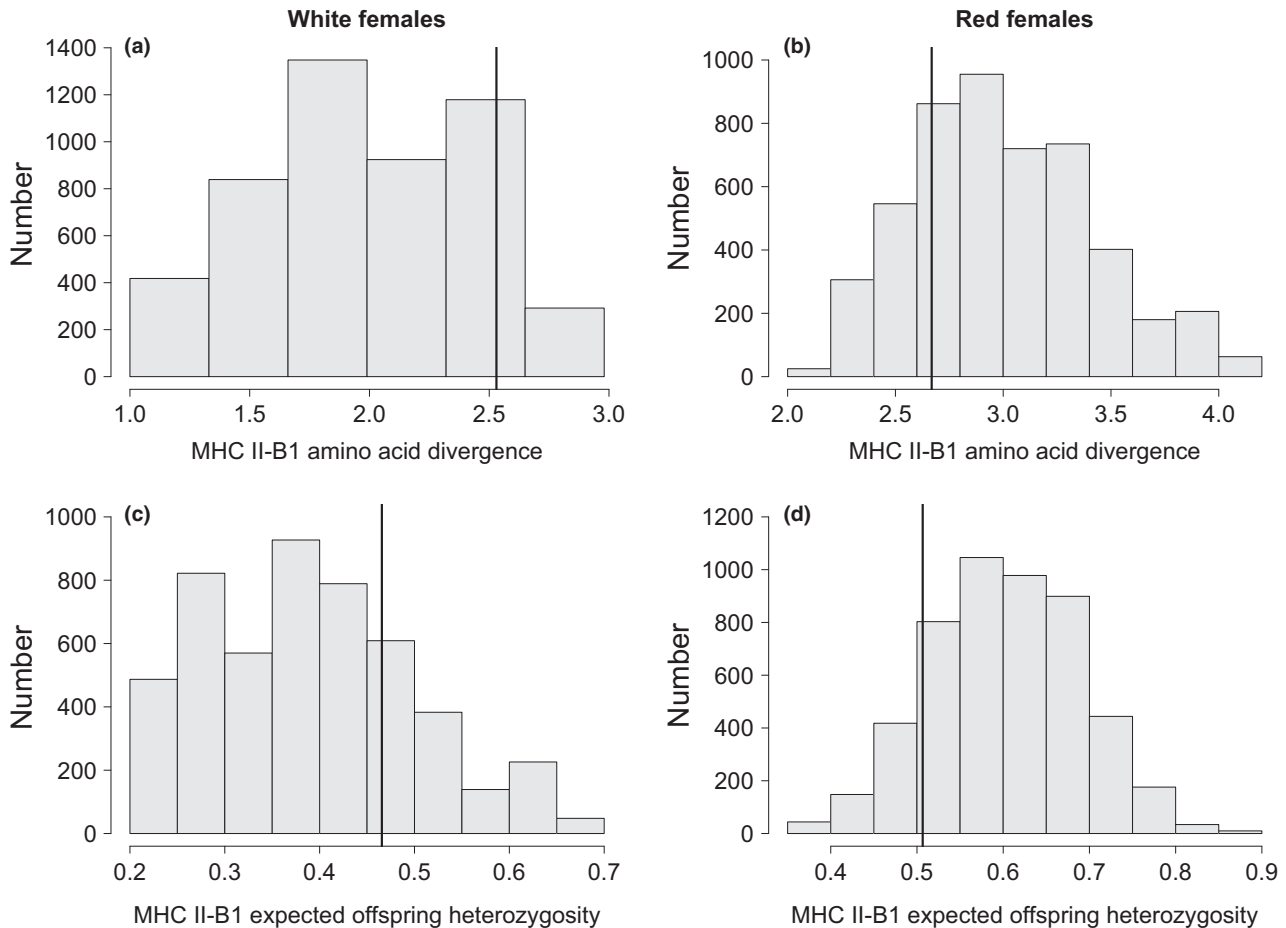 White females
Red females
(a)
1400
1200
1000
800
600
400
200
0
Number
1.0 1.5 2.0 2.5 3.0
MHC II-B1 amino acid divergence
(b)
1000
800
600
400
200
0
Number
2.0 2.5 3.0 3.5 4.0
MHC II-B1 amino acid divergence
(c)
1000
800
600
400
200
0
Number
0.2 0.3 0.4 0.5 0.6 0.7
MHC II-B1 expected offspring heterozygosity
(d)
1200
1000
800
600
400
200
0
Number
0.4 0.5 0.6 0.7 0.8 0.9
MHC II-B1 expected offspring heterozygosity